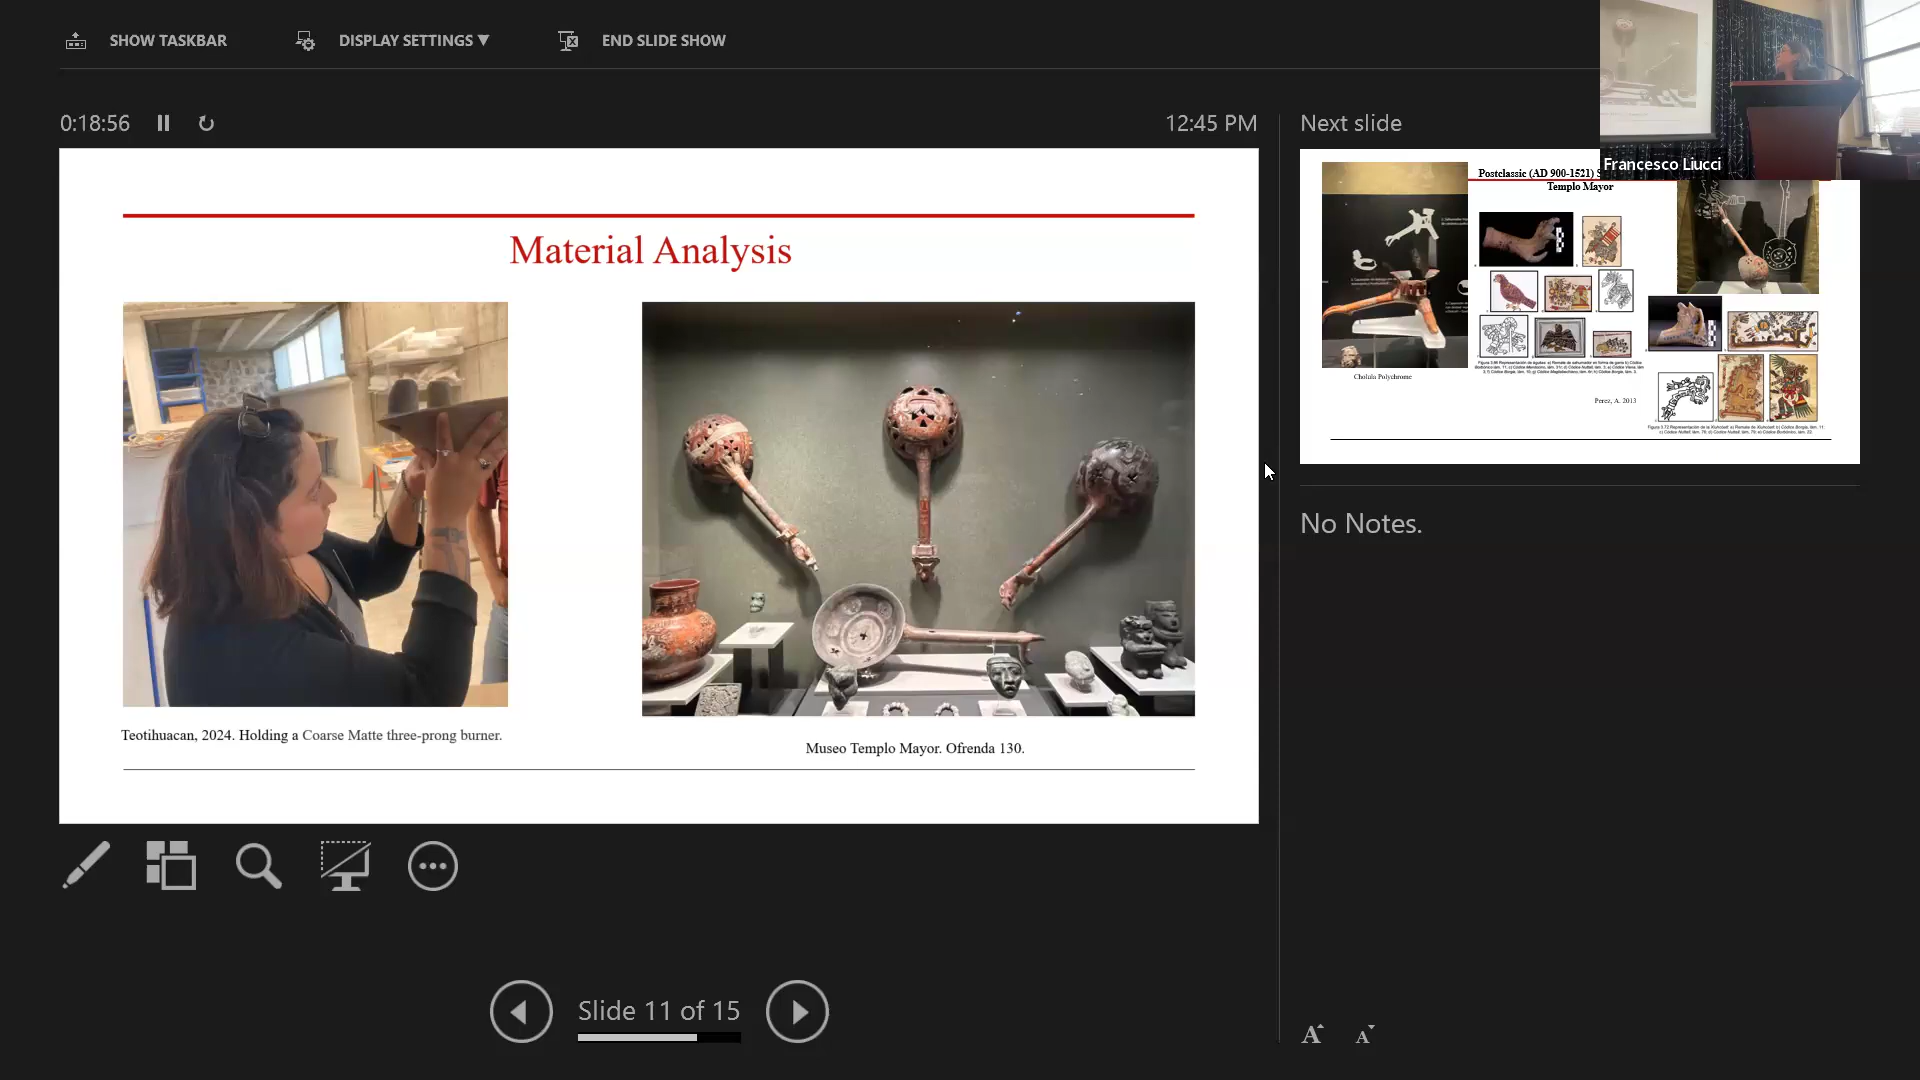 SHOW TASKBAR
DISPLAY SETTINGS ▼
END SLIDE SHOW
0:18:56
12:45 PM
Next slide
Francesco Liucci
Material Analysis
Teotihuacan, 2024. Holding a Coarse Matte three-prong burner.
Museo Templo Mayor. Ofrenda 130.
Postclassic (AD 900-1521)
Templo Mayor
Cholula Polychrome
Perez, A. 2013
No Notes.
Slide 11 of 15
A
A